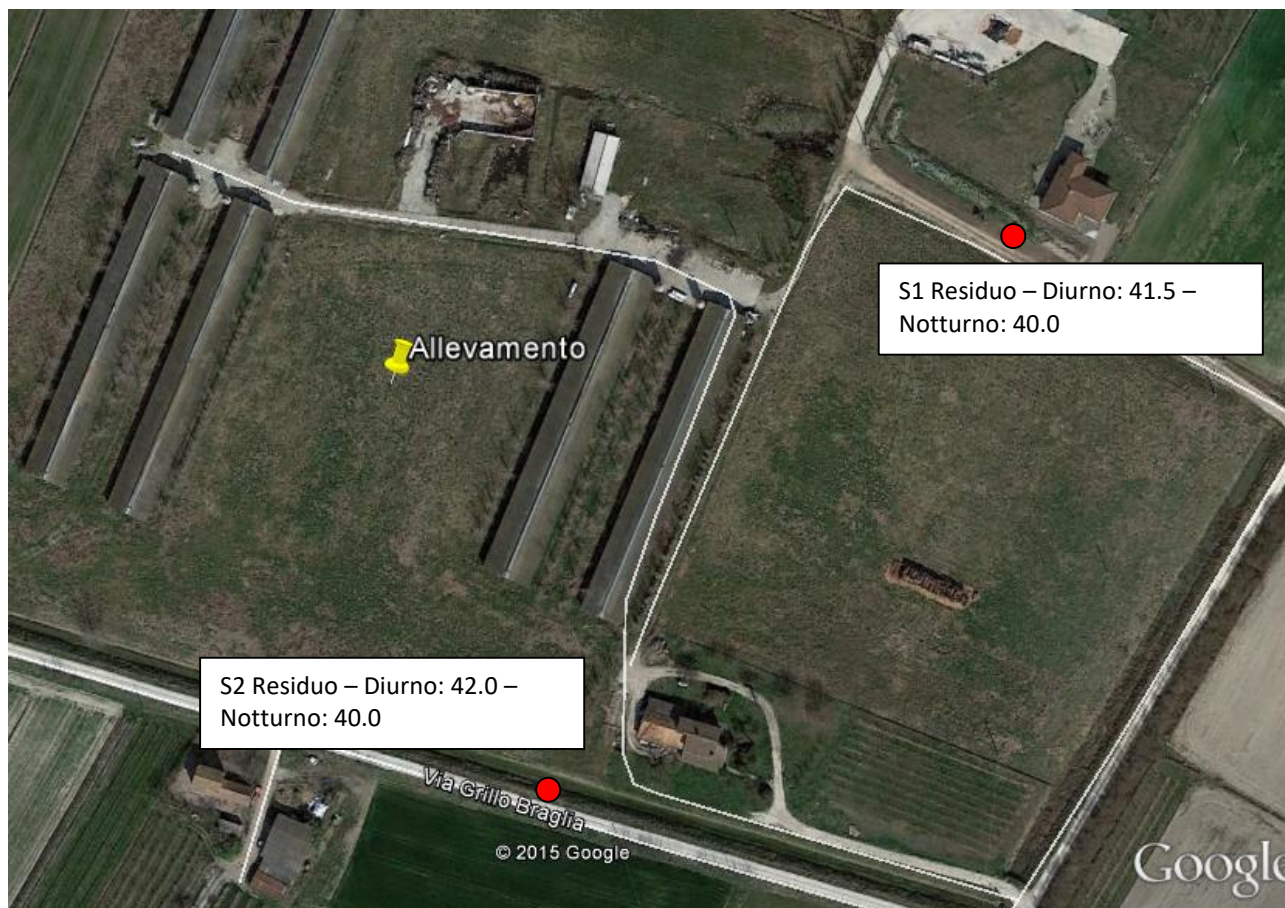 S1 Residuo – Diurno: 41.5 –
Notturno: 40.0
Allevamento
S2 Residuo – Diurno: 42.0 –
Notturno: 40.0
Via Grillo Braglia
© 2015 Google
Google